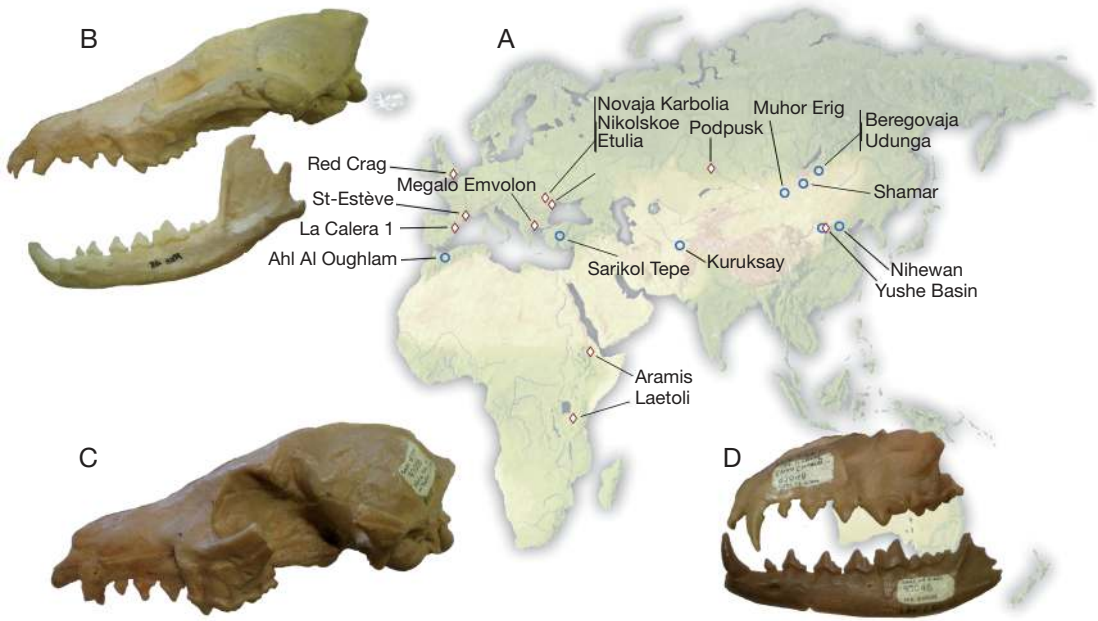 B
A
Novaja Karbolia
Nikolskoe
Etulia
Podpusk
Muhor Erig
Beregovaja
Udunga
Red Crag
Megalo Emvolon
Shamar
St-Estève
La Calera 1
Ahl Al Oughlam
Sarikol Tepe
Kuruksay
Nihewan
Yushe Basin
Aramis
Laetoli
C
D